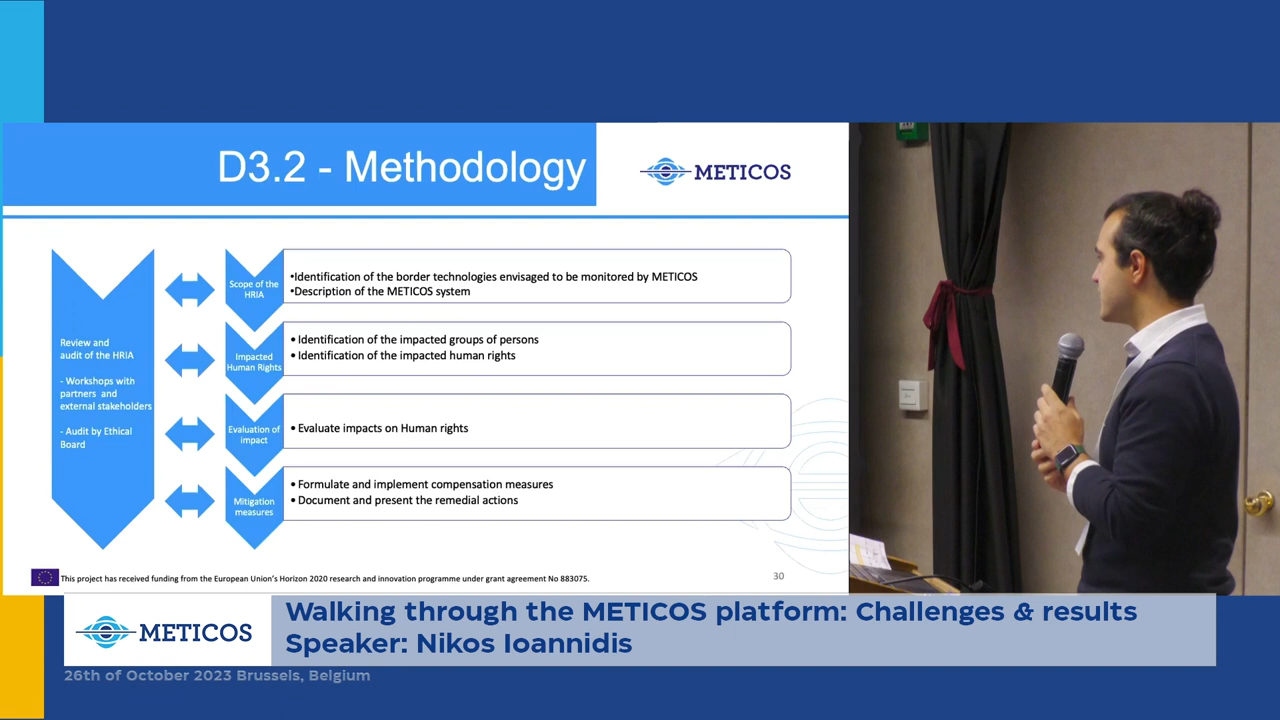 D3.2 - Methodology
METICOS
Review and
audit of the HRIA
- Workshops with
partners and
external stakeholders
- Audit by Ethical
Board
Scope of the
HRIA
•Identification of the border technologies envisaged to be monitored by METICOS
•Description of the METICOS system
Impacted
Human Rights
• Identification of the impacted groups of persons
• Identification of the impacted human rights
Evaluation of
impact
• Evaluate impacts on Human rights
Mitigation
measures
• Formulate and implement compensation measures
• Document and present the remedial actions
This project has received funding from the European Union's Horizon 2020 research and innovation programme under grant agreement No 883075.
30
METICOS
Walking through the METICOS platform: Challenges & results
Speaker: Nikos Ioannidis
26th of October 2023 Brussels, Belgium